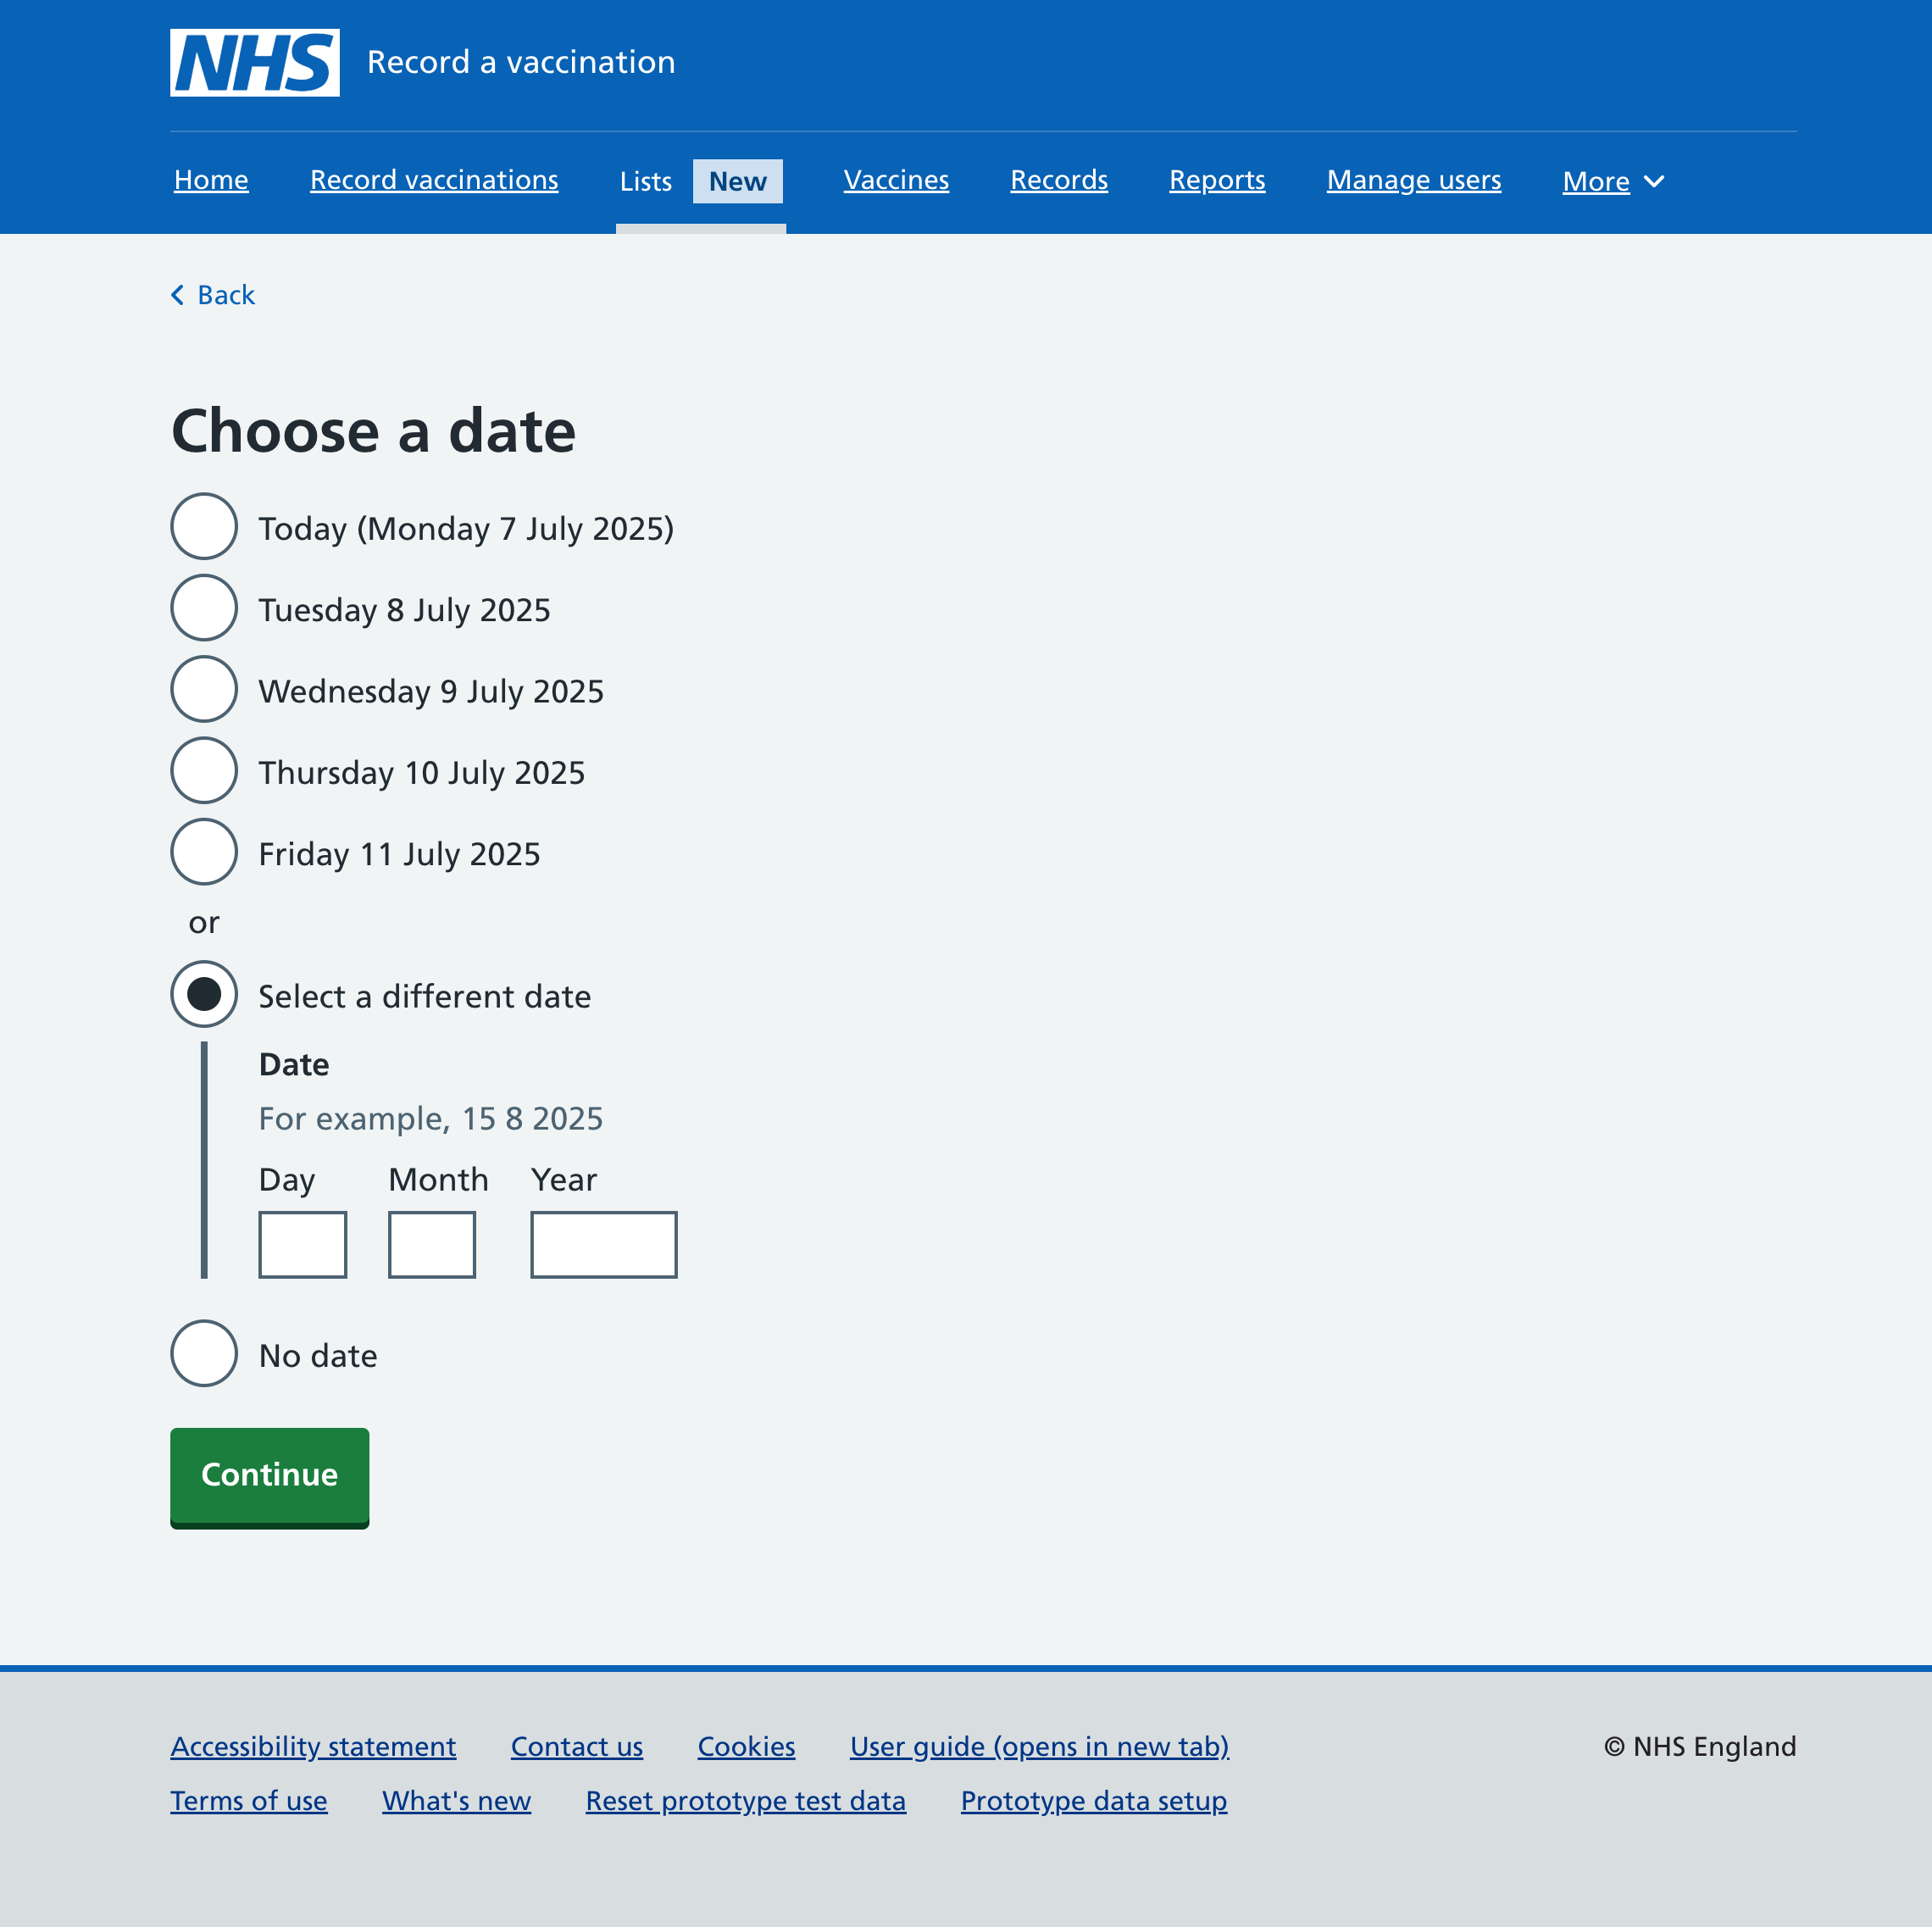 NHS Record a vaccination
Home Record vaccinations Lists New Vaccines Records Reports Manage users More
Back
Choose a date
Today (Monday 7 July 2025)
Tuesday 8 July 2025
Wednesday 9 July 2025
Thursday 10 July 2025
Friday 11 July 2025
or
Select a different date
Date
For example, 15 8 2025
Day Month Year
No date
Continue
Accessibility statement Contact us Cookies User guide (opens in new tab) © NHS England
Terms of use What's new Reset prototype test data Prototype data setup